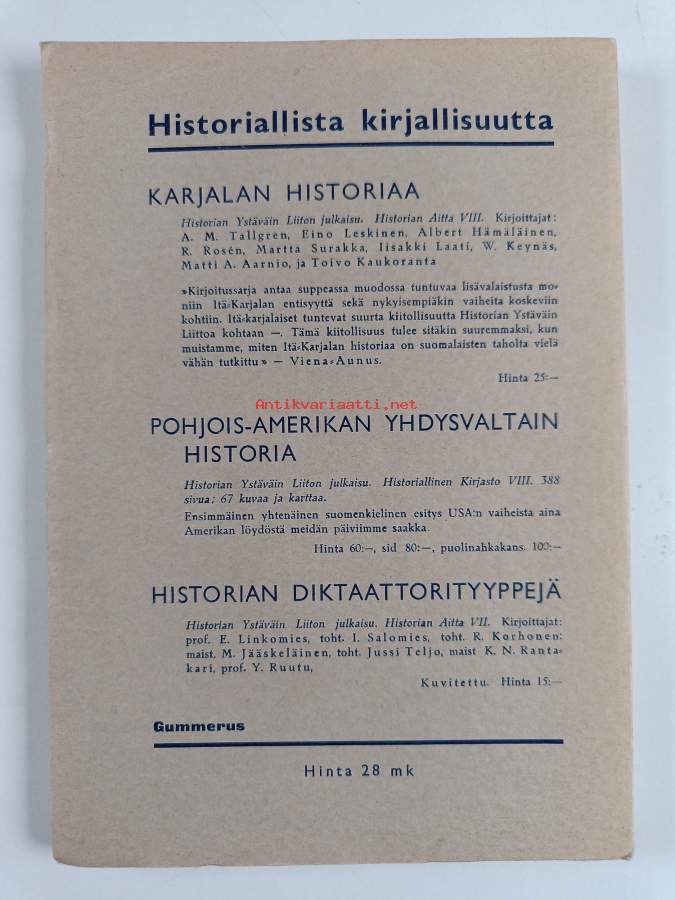 Historiallista kirjallisuutta
KARJALAN HISTORIAA
Historian Ystäväin Liiton julkaisu. Historian Aitta VIII. Kirjoittajat:
A. M. Tallgren, Eino Leskinen, Albert Hämäläinen,
R. Rosén, Martta Surakka, Iisakki Laati, W. Keynäs,
Matti A. Aarnio, ja Toivo Kaukoranta
»Kirjoitussarja antaa suppeassa muodossa tuntuvaa lisävalaistusta mo-
niin Itä-Karjalan entisyyttä sekä nykyisempiäkin vaiheita koskeviin
kohtiin. Itä-karjalaiset tuntevat suurta kiitollisuutta Historian Ystäväin
Liittoa kohtaan —. Tämä kiitollisuus tulee sitäkin suuremmaksi, kun
muistamme, miten Itä-Karjalan historiaa on suomalaisten taholta vielä
vähän tutkittu» — Viena-Aunus.
Hinta 25:—
Antikvariaatti.net
POHJOIS-AMERIKAN YHDYSVALTAIN
HISTORIA
Historian Ystäväin Liiton julkaisu. Historiallinen Kirjasto VIII. 388
sivua; 67 kuvaa ja karttaa.
Ensimmäinen yhtenäinen suomenkielinen esitys USA:n vaiheista aina
Amerikan löydöstä meidän päiviimme saakka.
Hinta 60:—, sid 80:—, puolinahkakans. 100:—
HISTORIAN DIKTAATTORITYYPPEJÄ
Historian Ystäväin Liiton julkaisu. Historian Aitta VII. Kirjoittajat:
prof. E. Linkomies, toht. I. Salomies, toht. R. Korhonen:
maist. M. Jääskeläinen, toht. Jussi Teljo, maist K. N. Ranta-
kari, prof. Y. Ruutu,
Kuvitettu. Hinta 15:—
Gummerus
Hinta 28 mk